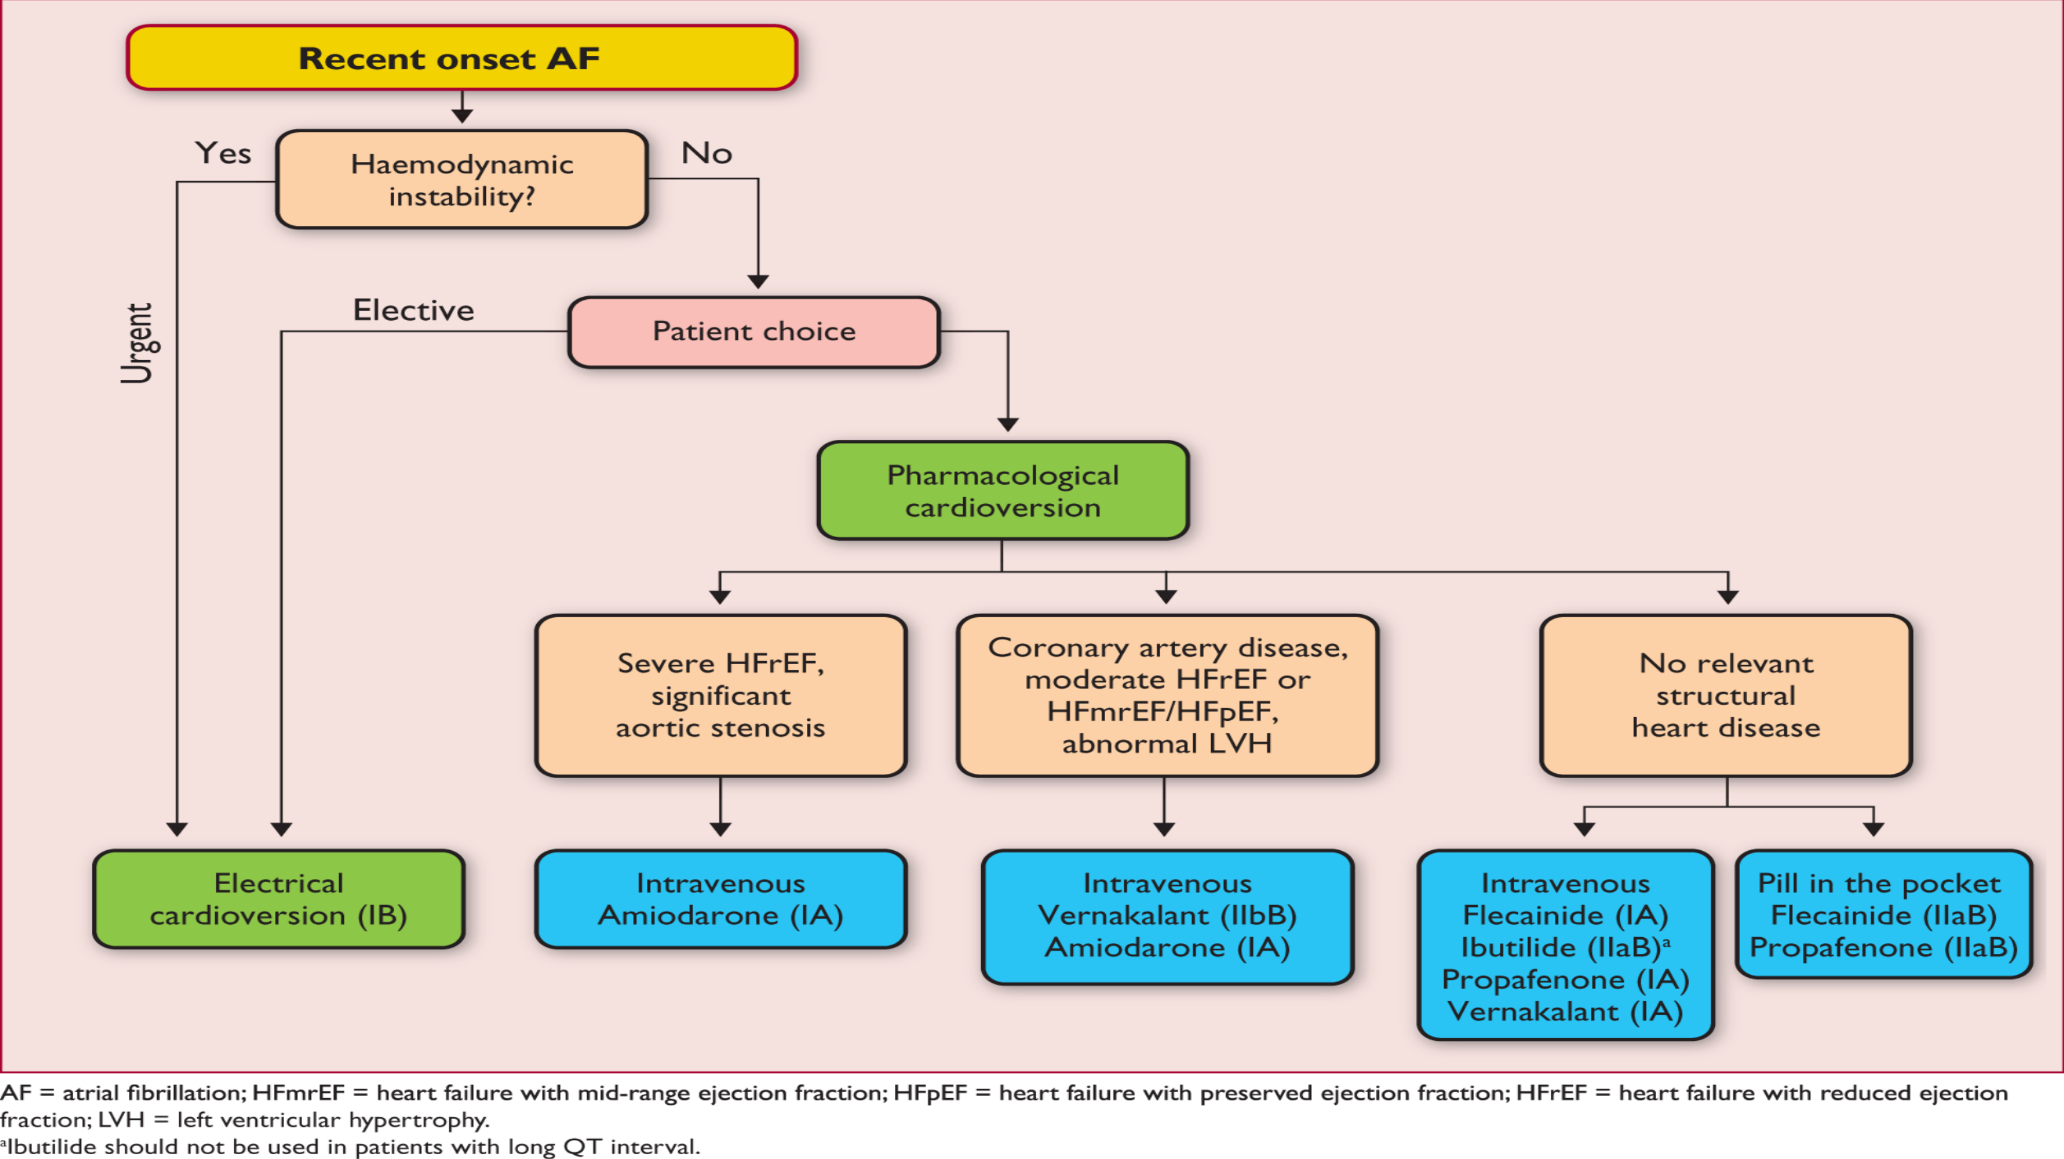 Recent onset AF
Yes
Haemodynamic
instability?
No
Urgent
Elective
Patient choice
Pharmacological
cardioversion
Severe HFrEF,
significant
aortic stenosis
Coronary artery disease,
moderate HFrEF or
HFmrEF/HFpEF,
abnormal LVH
No relevant
structural
heart disease
Electrical
cardioversion (IB)
Intravenous
Amiodarone (IA)
Intravenous
Vernakalant (IIbB)
Amiodarone (IA)
Intravenous
Flecainide (IA)
Ibutilide (IIaB)ᵃ
Propafenone (IA)
Vernakalant (IA)
Pill in the pocket
Flecainide (IIaB)
Propafenone (IIaB)
AF = atrial fibrillation; HFmrEF = heart failure with mid-range ejection fraction; HFpEF = heart failure with preserved ejection fraction; HFrEF = heart failure with reduced ejection
fraction; LVH = left ventricular hypertrophy.
ᵃIbutilide should not be used in patients with long QT interval.